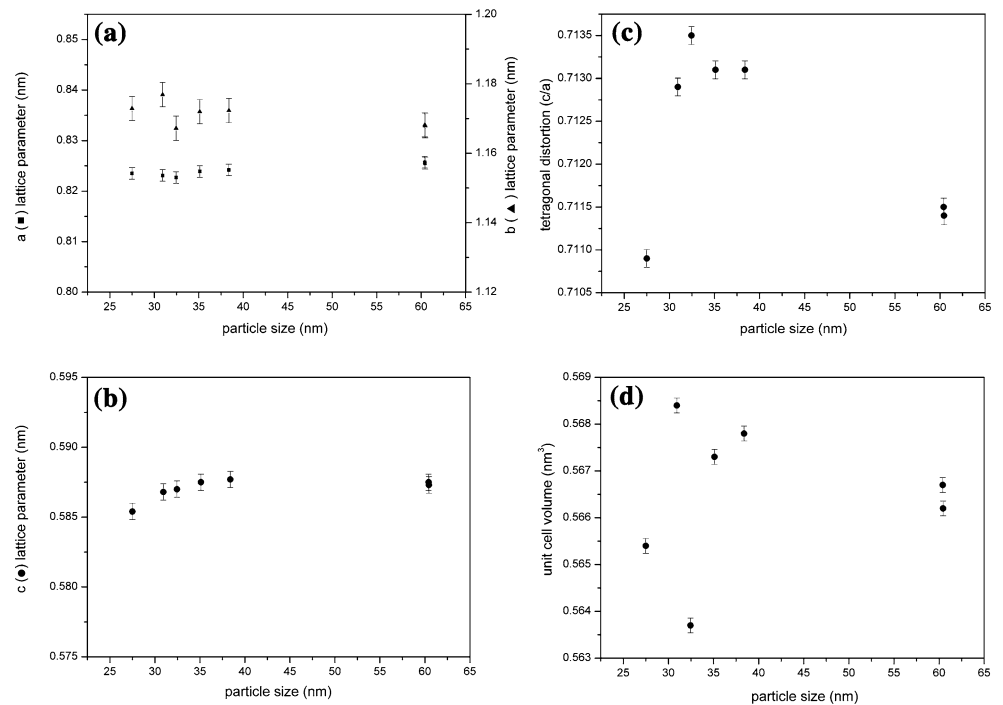 (a)
a (■) lattice parameter (nm)
0.85
0.84
0.83
0.82
0.81
0.80
1.20
1.18
1.16
1.14
1.12
b (▲) lattice parameter (nm)
25 30 35 40 45 50 55 60 65
particle size (nm)
(c)
tetragonal distortion (c/a)
0.7135
0.7130
0.7125
0.7120
0.7115
0.7110
0.7105
25 30 35 40 45 50 55 60 65
particle size (nm)
(b)
c (●) lattice parameter (nm)
0.595
0.590
0.585
0.580
0.575
25 30 35 40 45 50 55 60 65
particle size (nm)
(d)
unit cell volume (nm³)
0.569
0.568
0.567
0.566
0.565
0.564
0.563
25 30 35 40 45 50 55 60 65
particle size (nm)